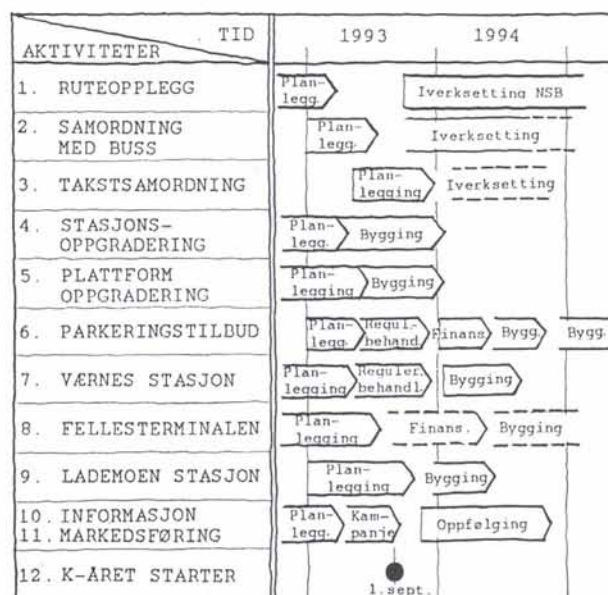 TID
AKTIVITETER
1993 1994
1. RUTEOPPLEGG
Plan-
legg.
Iverksetting NSB
2. SAMORDNING
MED BUSS
Plan-
legg.
Iverksetting
3. TAKSTSAMORDNING
Plan-
legging
Iverksetting
4. STASJONS-
OPPGRADERING
Plan-
legg.
Bygging
5. PLATTFORM
OPPGRADERING
Plan-
legging
Bygging
6. PARKERINGSTILBUD
Plan-
legg.
Regul.-
behand.
Finans.
Bygg.
Bygg.
7. VÆRNES STASJON
Plan-
legging
Reguler.
behandl.
Bygging
8. FELLESTERMINALEN
Plan-
legging
Finans.
Bygging
9. LADEMOEN STASJON
Plan-
legging
Bygging
10. INFORMASJON
11. MARKEDSFØRING
Plan-
legg.
Kam-
panje
Oppfølging
12. K-ÅRET STARTER
1.sept.